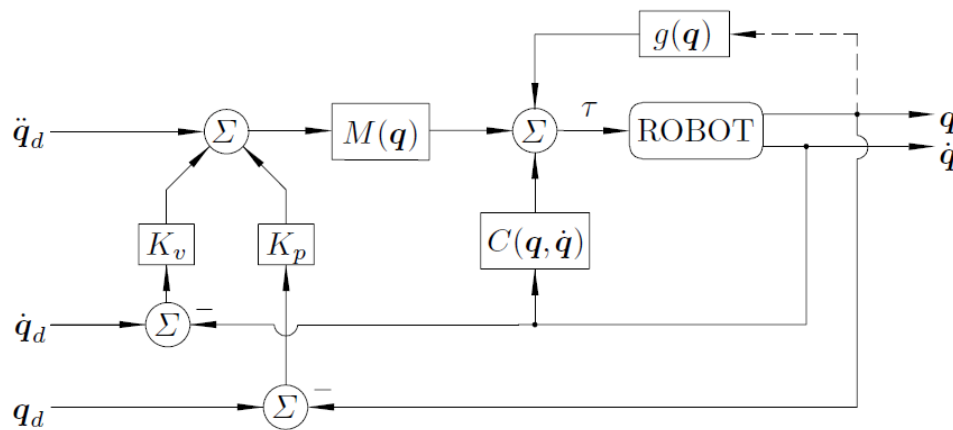 g(q)
τ
q̈_d Σ M(q) Σ ROBOT q
q̇
K_v K_p C(q, q̇)
q̇_d Σ −
q_d Σ −